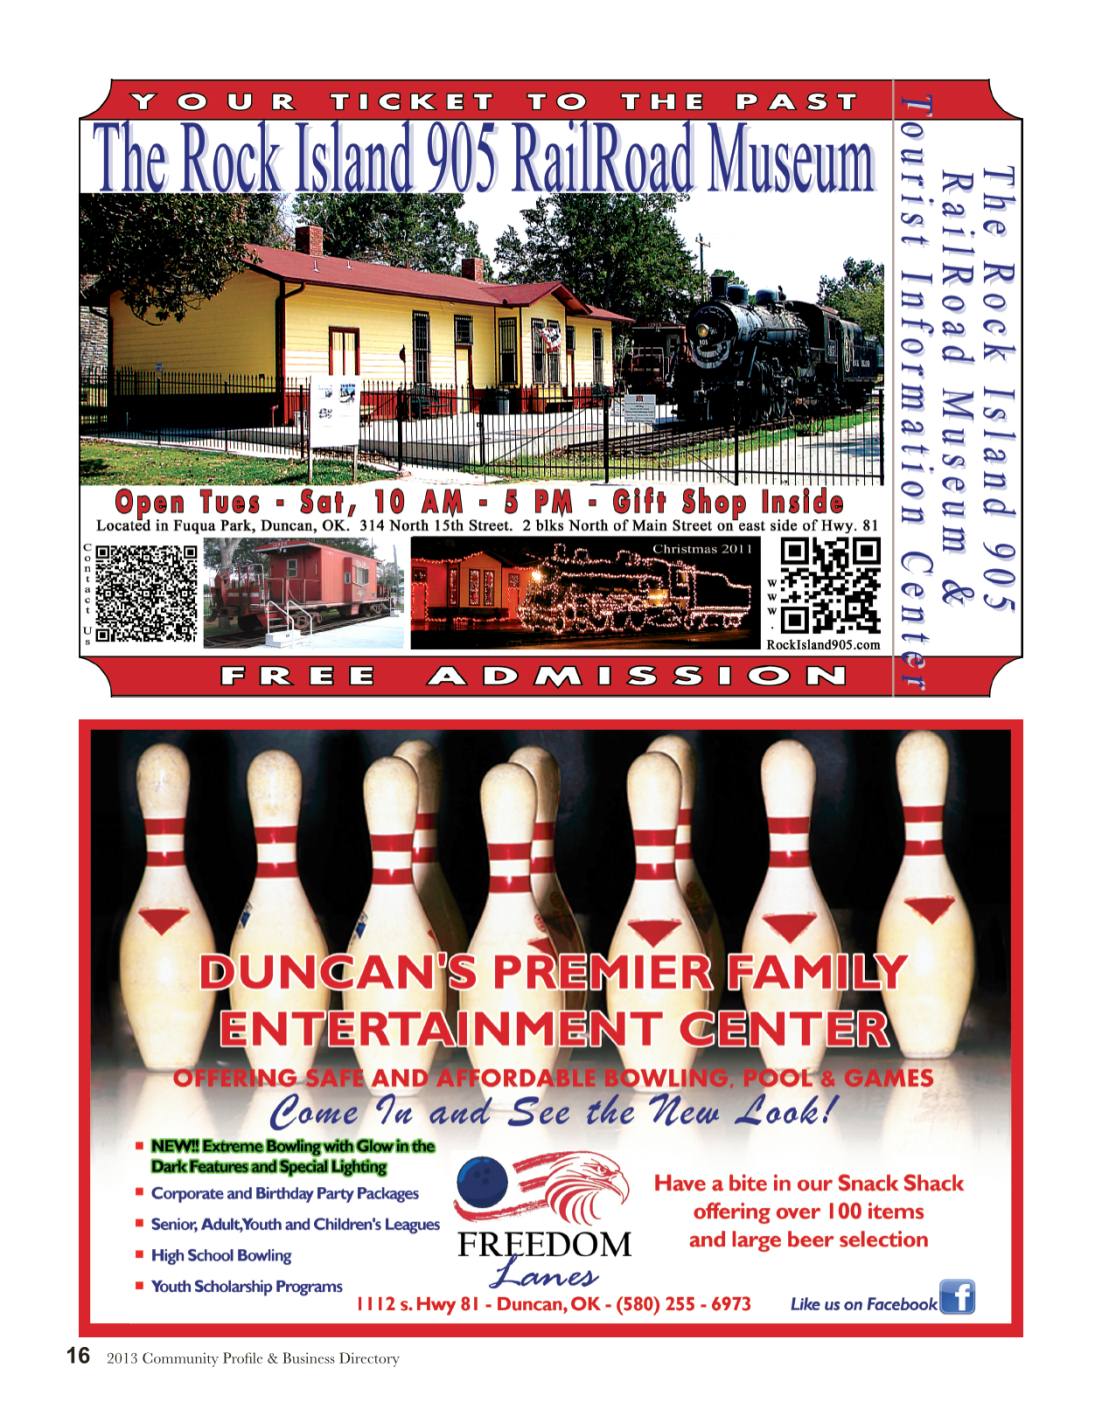 YOUR TICKET TO THE PAST
The Rock Island 905 RailRoad Museum
Open Tues - Sat, 10 AM - 5 PM - Gift Shop Inside
Located in Fuqua Park, Duncan, OK. 314 North 15th Street. 2 blks North of Main Street on east side of Hwy. 81
Contact Us
Christmas 2011
www.
RockIsland905.com
FREE ADMISSION
The Rock Island 905
RailRoad Museum &
Tourist Information Center
DUNCAN'S PREMIER FAMILY
ENTERTAINMENT CENTER
OFFERING SAFE AND AFFORDABLE BOWLING, POOL & GAMES
Come In and See the New Look!
NEW!! Extreme Bowling with Glow in the
Dark Features and Special Lighting
Corporate and Birthday Party Packages
Senior, Adult,Youth and Children's Leagues
High School Bowling
Youth Scholarship Programs
FREEDOM
Lanes
Have a bite in our Snack Shack
offering over 100 items
and large beer selection
1112 s. Hwy 81 - Duncan, OK - (580) 255 - 6973
Like us on Facebook
f
16 2013 Community Profile & Business Directory